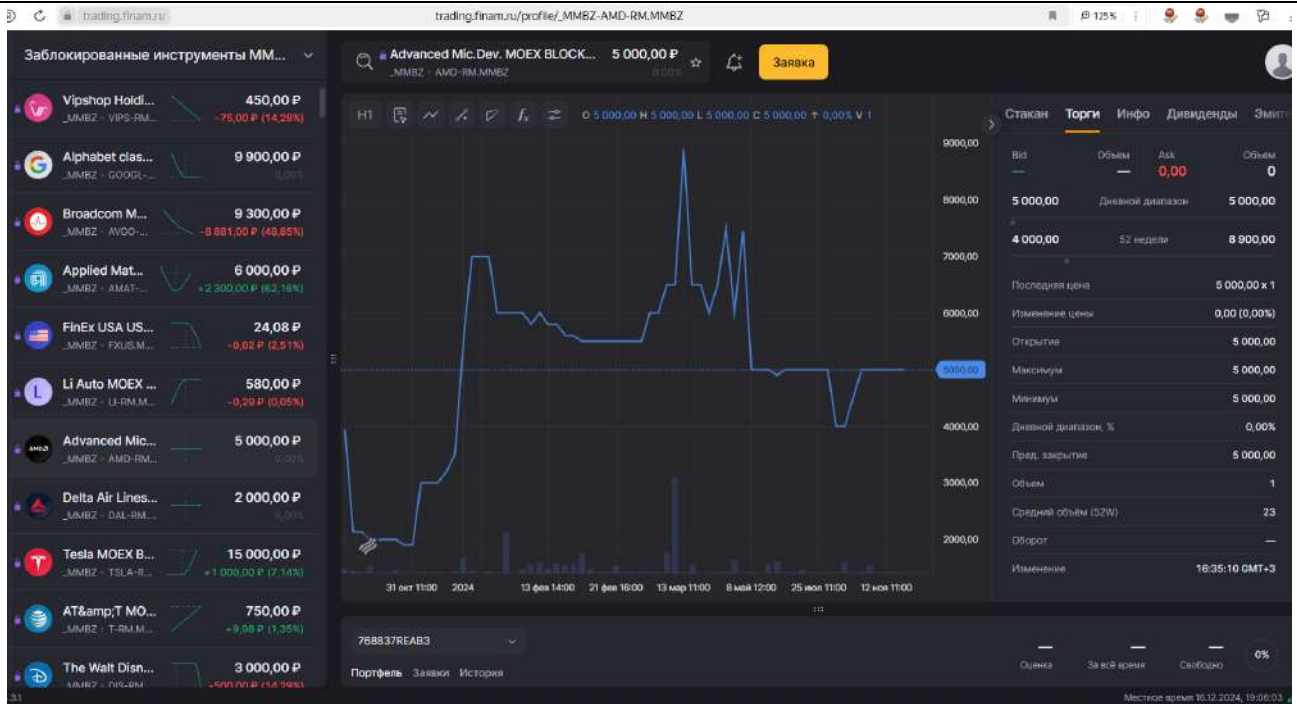 trading.finam.ru
trading.finam.ru/profile/_MMBZ-AMD-RM.MMBZ
125%
Заблокированные инструменты MM...
Vipshop Holdi...
450,00 ₽
_MMBZ · VIPS-RM...
-75,00 ₽ (14,29%)
Alphabet clas...
9 900,00 ₽
_MMBZ · GOOGL-...
0,00%
Broadcom M...
9 300,00 ₽
_MMBZ · AVGO-...
-8 881,00 ₽ (48,85%)
Applied Mat...
6 000,00 ₽
_MMBZ · AMAT-...
+2 300,00 ₽ (62,16%)
FinEx USA US...
24,08 ₽
_MMBZ · FXUS.M...
-0,62 ₽ (2,51%)
Li Auto MOEX ...
580,00 ₽
_MMBZ · LI-RM.M...
-0,29 ₽ (0,05%)
Advanced Mic...
5 000,00 ₽
_MMBZ · AMD-RM...
0,00%
Delta Air Lines...
2 000,00 ₽
_MMBZ · DAL-RM....
0,00%
Tesla MOEX B...
15 000,00 ₽
_MMBZ · TSLA-R...
+1 000,00 ₽ (7,14%)
AT&amp;T MO...
750,00 ₽
_MMBZ · T-RM.M...
+9,98 ₽ (1,35%)
The Walt Disn...
3 000,00 ₽
_MMBZ · DIS-RM
-500,00 ₽ (14,29%)
3.1
Advanced Mic.Dev. MOEX BLOCK...
5 000,00 ₽
_MMBZ · AMD-RM.MMBZ
0,00%
Заявка
H1
fx
O 5 000,00 H 5 000,00 L 5 000,00 C 5 000,00 ↑ 0,00% V 1
9000,00
8000,00
7000,00
6000,00
5000,00
4000,00
3000,00
2000,00
31 окт 11:00 2024 13 фев 14:00 21 фев 16:00 13 мар 11:00 8 май 12:00 25 июл 11:00 12 ноя 11:00
768837REAB3
Портфель Заявки История
Оценка За всё время Свободно
0%
Стакан Торги Инфо Дивиденды Эмит
Bid Объем Ask Объем
— — 0,00 0
5 000,00 Дневной диапазон 5 000,00
4 000,00 52 недели 8 900,00
Последняя цена 5 000,00 x 1
Изменение цены 0,00 (0,00%)
Открытие 5 000,00
Максимум 5 000,00
Минимум 5 000,00
Дневной диапазон, % 0,00%
Пред. закрытие 5 000,00
Объем 1
Средний объём (52W) 23
Оборот —
Изменение 16:35:10 GMT+3
Местное время 16.12.2024, 19:06:03